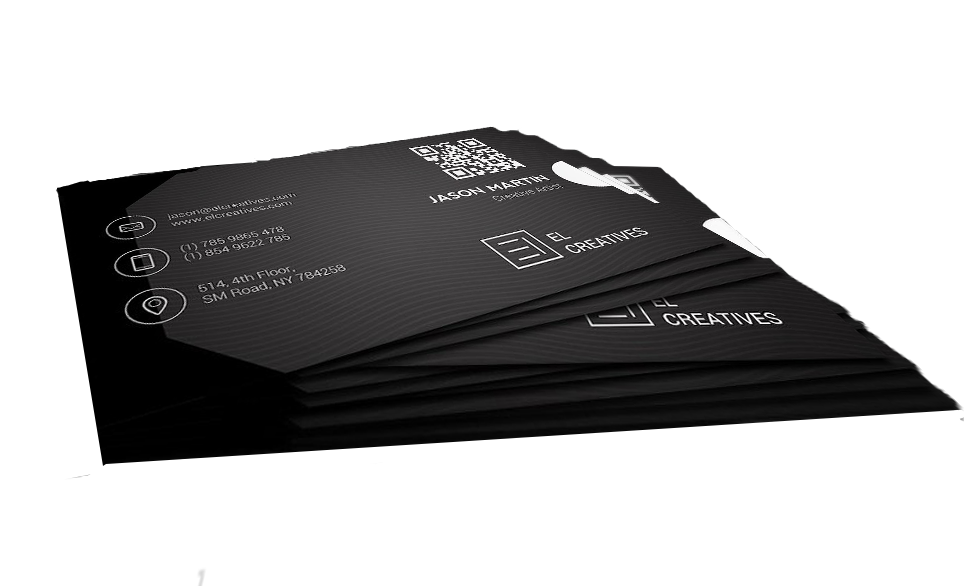 jason@elcreatives.com
www.elcreatives.com
(1) 785 9865 478
(1) 854 9622 785
514, 4th Floor,
SM Road, NY 784258
JASON MARTIN
Creative Artist
EL
CREATIVES
EL
CREATIVES